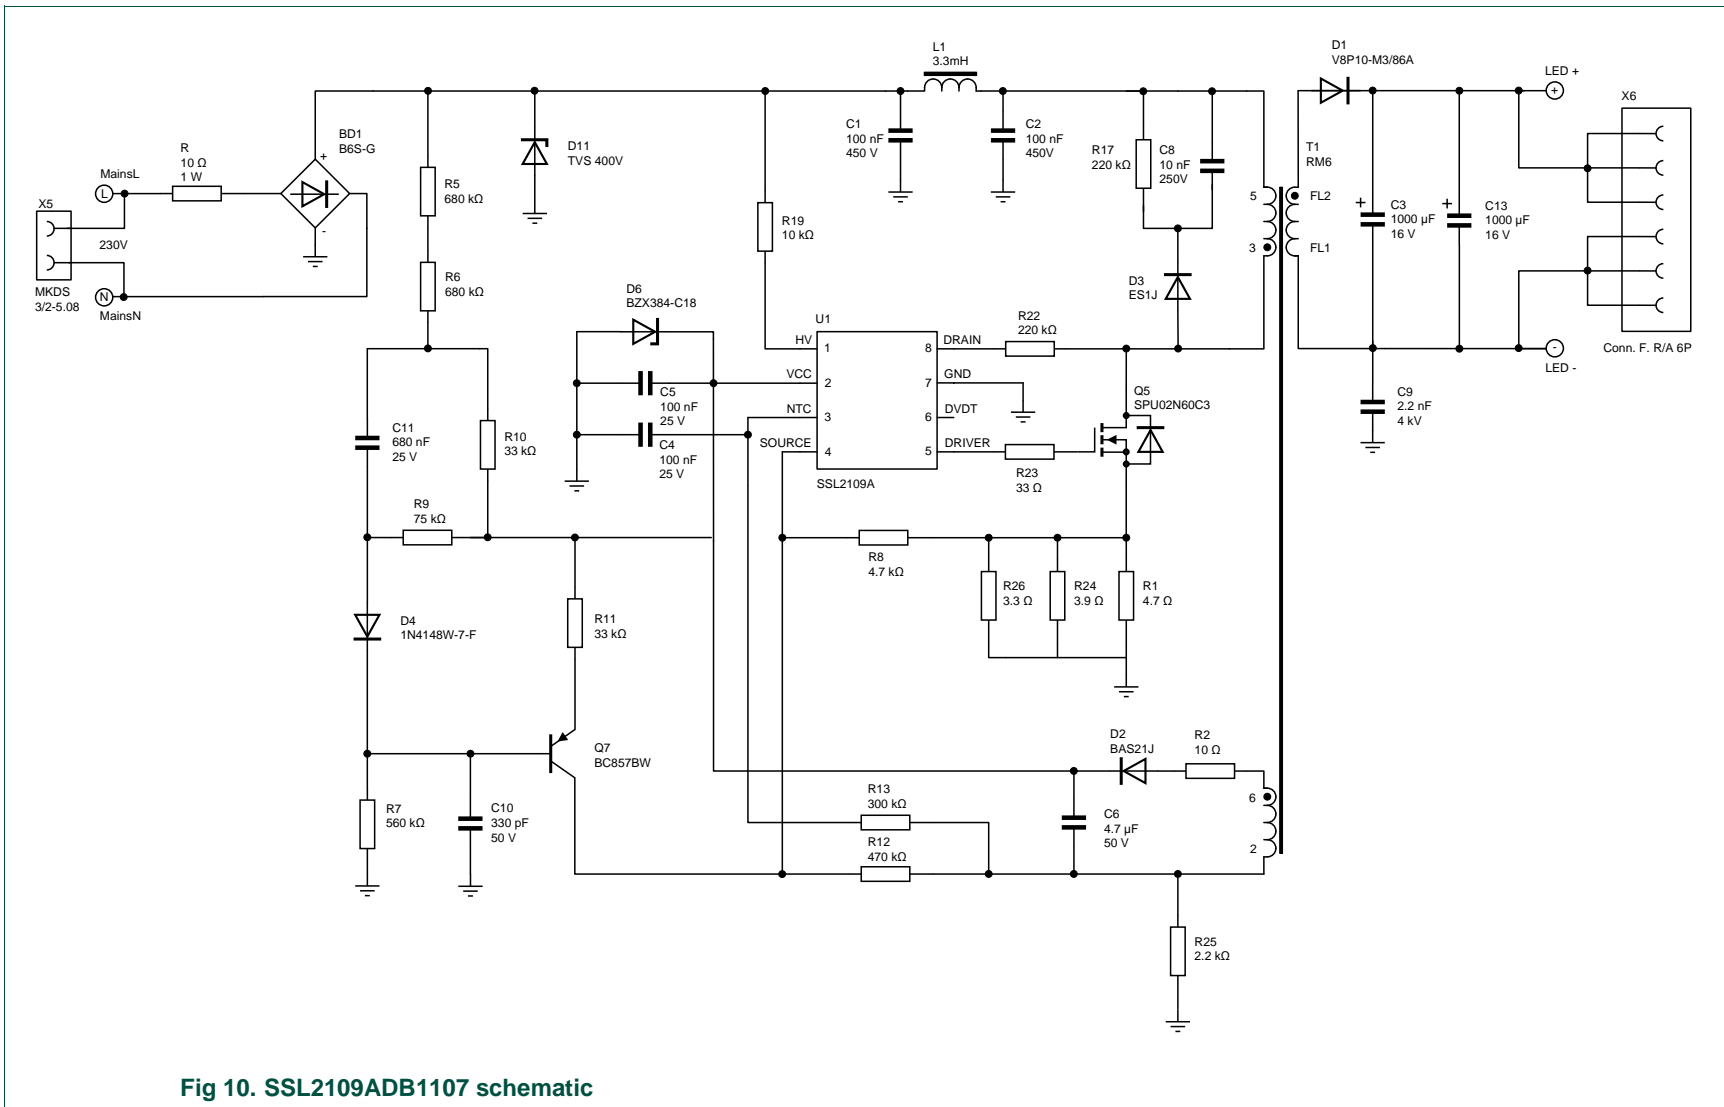 L1
3.3mH
D1
V8P10-M3/86A
LED +
+
X6
BD1
B6S-G
R
10 Ω
1 W
MainsL
L
X5
230V
MKDS
3/2-5.08
N
MainsN
+
-
R5
680 kΩ
R6
680 kΩ
D11
TVS 400V
R19
10 kΩ
C1
100 nF
450 V
C2
100 nF
450V
R17
220 kΩ
C8
10 nF
250V
T1
RM6
5
3
FL2
FL1
C3
1000 µF
16 V
+
C13
1000 µF
16 V
+
D3
ES1J
D6
BZX384-C18
U1
HV
VCC
NTC
SOURCE
1
2
3
4
8
7
6
5
DRAIN
GND
DVDT
DRIVER
SSL2109A
R22
220 kΩ
R23
33 Ω
Q5
SPU02N60C3
-
LED -
Conn. F. R/A 6P
C9
2.2 nF
4 kV
C5
100 nF
25 V
C4
100 nF
25 V
C11
680 nF
25 V
R10
33 kΩ
R9
75 kΩ
R8
4.7 kΩ
R26
3.3 Ω
R24
3.9 Ω
R1
4.7 Ω
D4
1N4148W-7-F
R11
33 kΩ
Q7
BC857BW
D2
BAS21J
R2
10 Ω
6
2
R7
560 kΩ
C10
330 pF
50 V
R13
300 kΩ
R12
470 kΩ
C6
4.7 µF
50 V
R25
2.2 kΩ
Fig 10. SSL2109ADB1107 schematic